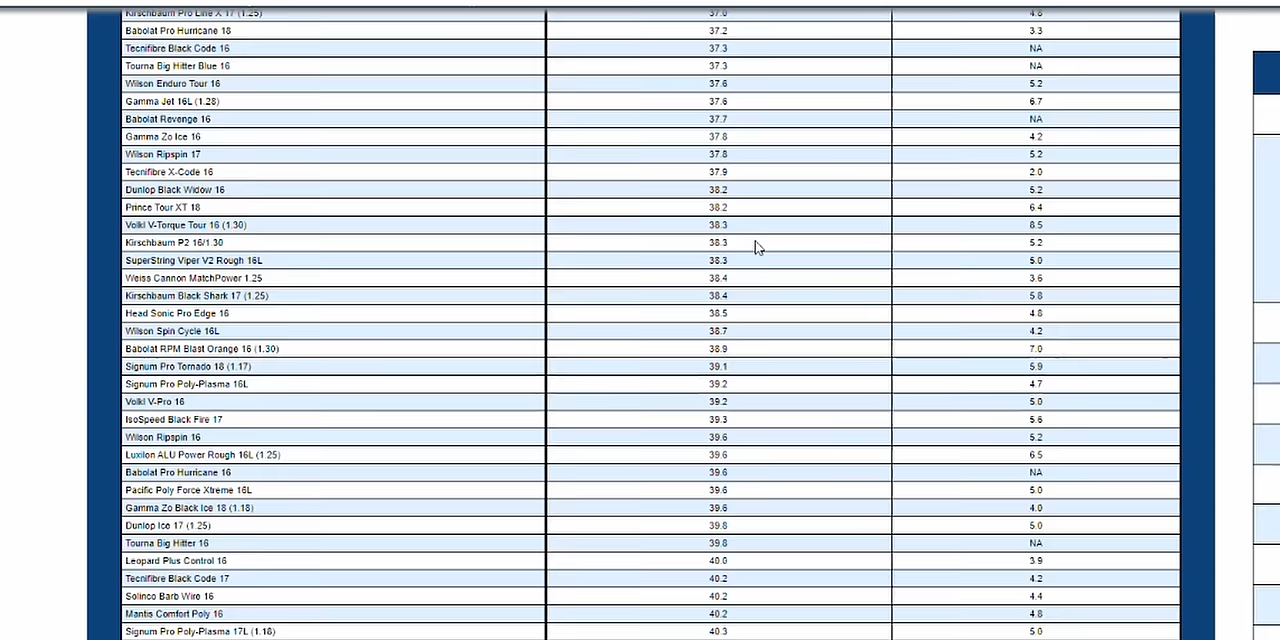 Kirschbaum Pro Line X 17 (1.25) 37.0 4.8
Babolat Pro Hurricane 18 37.2 3.3
Tecnifibre Black Code 16 37.3 NA
Tourna Big Hitter Blue 16 37.3 NA
Wilson Enduro Tour 16 37.6 5.2
Gamma Jet 16L (1.28) 37.6 6.7
Babolat Revenge 16 37.7 NA
Gamma Zo Ice 16 37.8 4.2
Wilson Ripspin 17 37.8 5.2
Tecnifibre X-Code 16 37.9 2.0
Dunlop Black Widow 16 38.2 5.2
Prince Tour XT 18 38.2 6.4
Volkl V-Torque Tour 16 (1.30) 38.3 8.5
Kirschbaum P2 16/1.30 38.3 5.2
SuperString Viper V2 Rough 16L 38.3 5.0
Weiss Cannon MatchPower 1.25 38.4 3.6
Kirschbaum Black Shark 17 (1.25) 38.4 5.8
Head Sonic Pro Edge 16 38.5 4.8
Wilson Spin Cycle 16L 38.7 4.2
Babolat RPM Blast Orange 16 (1.30) 38.9 7.0
Signum Pro Tornado 18 (1.17) 39.1 5.9
Signum Pro Poly-Plasma 16L 39.2 4.7
Volkl V-Pro 16 39.2 5.0
IsoSpeed Black Fire 17 39.3 5.6
Wilson Ripspin 16 39.6 5.2
Luxilon ALU Power Rough 16L (1.25) 39.6 6.5
Babolat Pro Hurricane 16 39.6 NA
Pacific Poly Force Xtreme 16L 39.6 5.0
Gamma Zo Black Ice 18 (1.18) 39.6 4.0
Dunlop Ice 17 (1.25) 39.8 5.0
Tourna Big Hitter 16 39.8 NA
Leopard Plus Control 16 40.0 3.9
Tecnifibre Black Code 17 40.2 4.2
Solinco Barb Wire 16 40.2 4.4
Mantis Comfort Poly 16 40.2 4.8
Signum Pro Poly-Plasma 17L (1.18) 40.3 5.0